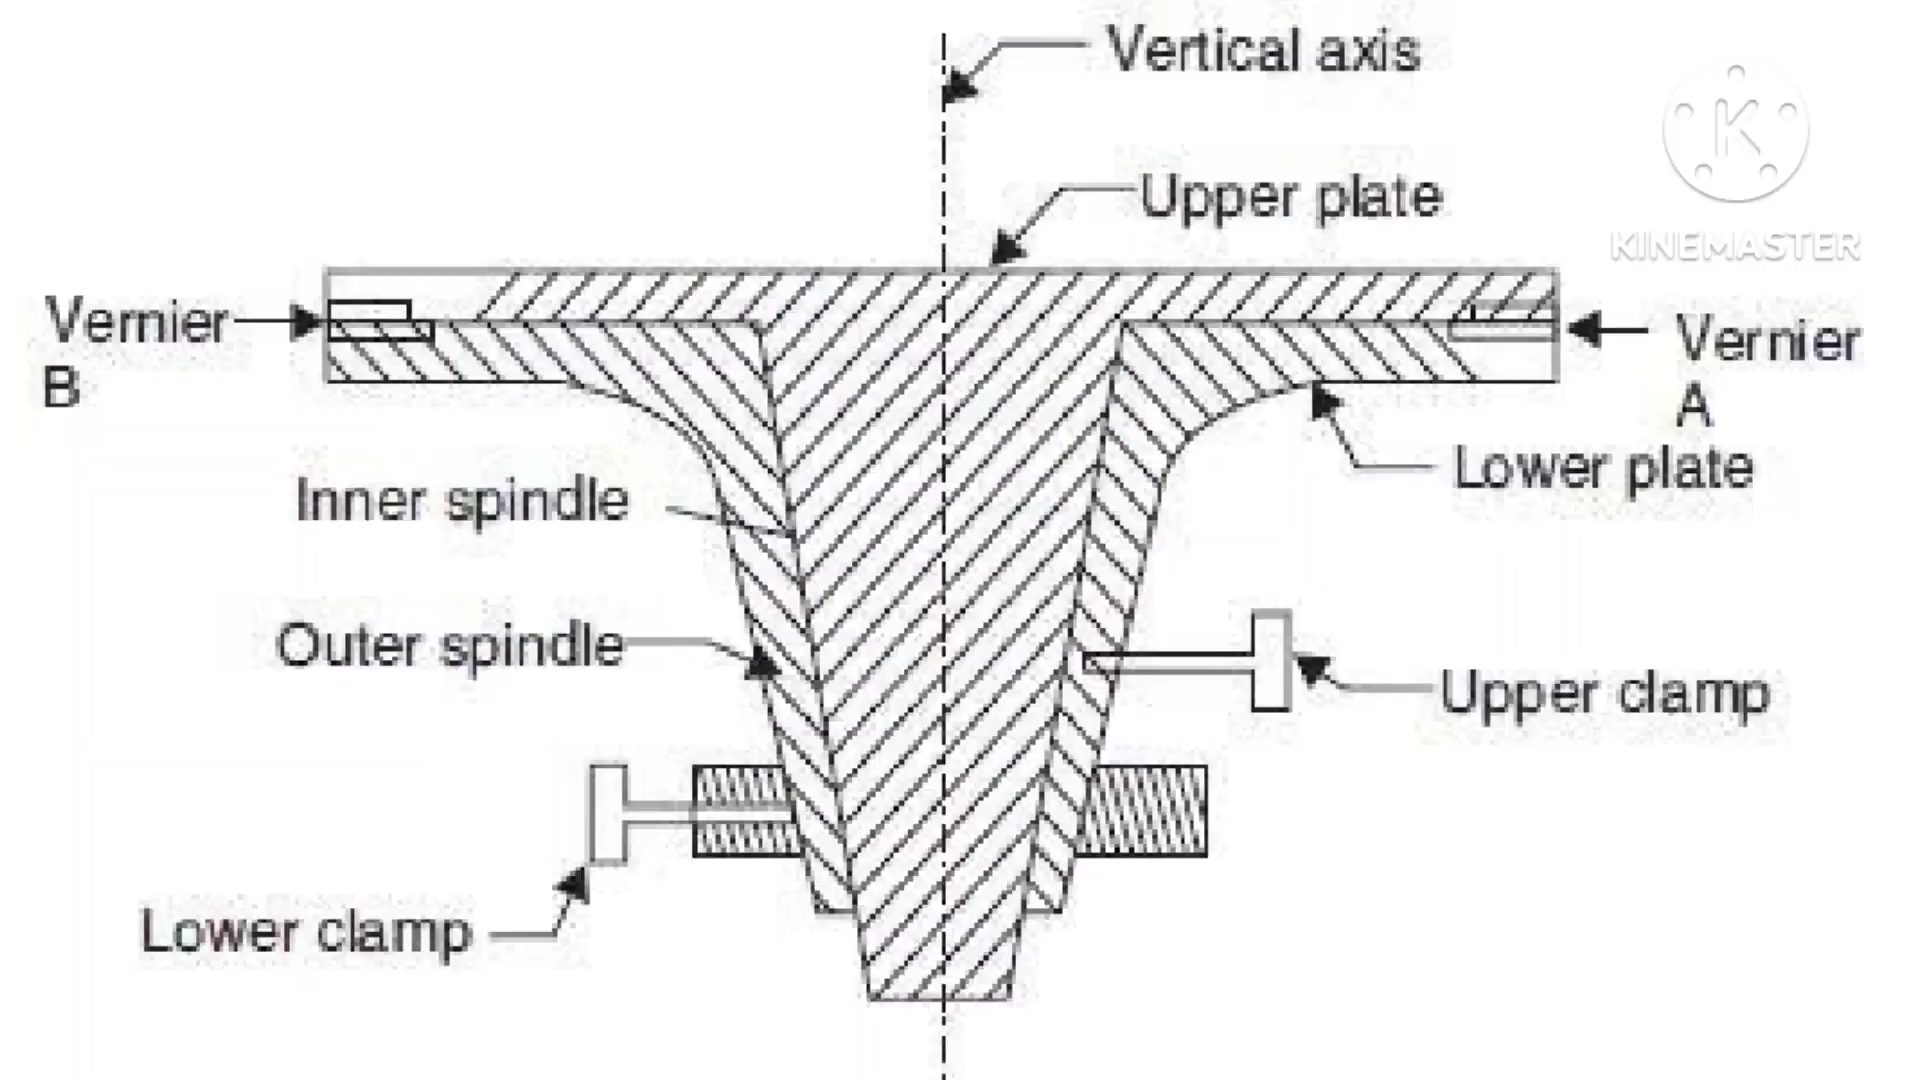 Vertical axis
Upper plate
K
KINEMASTER
Vernier
B
Vernier
A
Lower plate
Inner spindle
Outer spindle
Upper clamp
Lower clamp